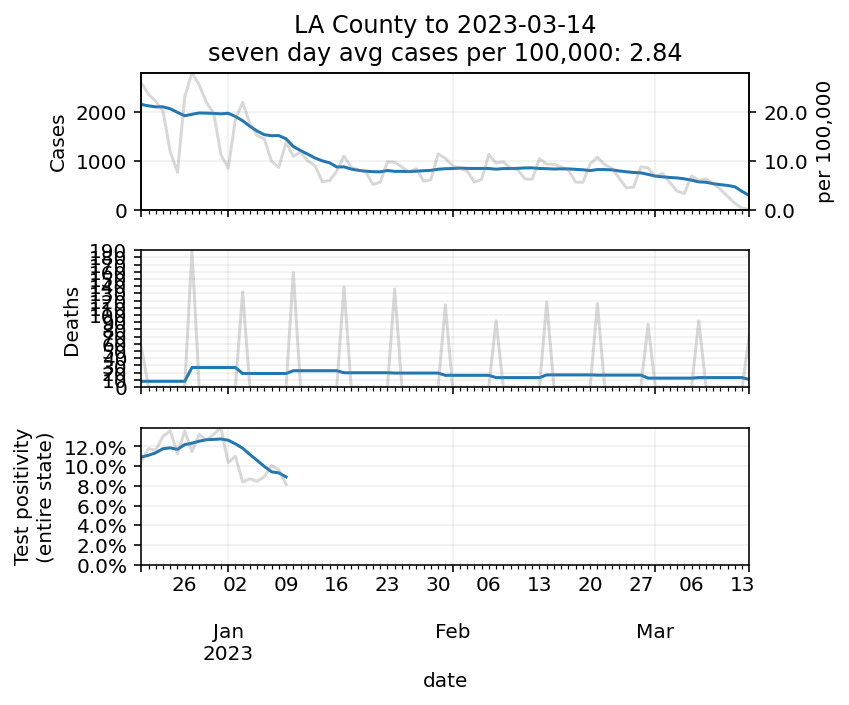 LA County to 2023-03-14
seven day avg cases per 100,000: 2.84
Cases
2000
1000
0
20.0
10.0
0.0
per 100,000
Deaths
190
0
Test positivity
(entire state)
12.0%
10.0%
8.0%
6.0%
4.0%
2.0%
0.0%
26 02 09 16 23 30 06 13 20 27 06 13
Jan Feb Mar
2023
date